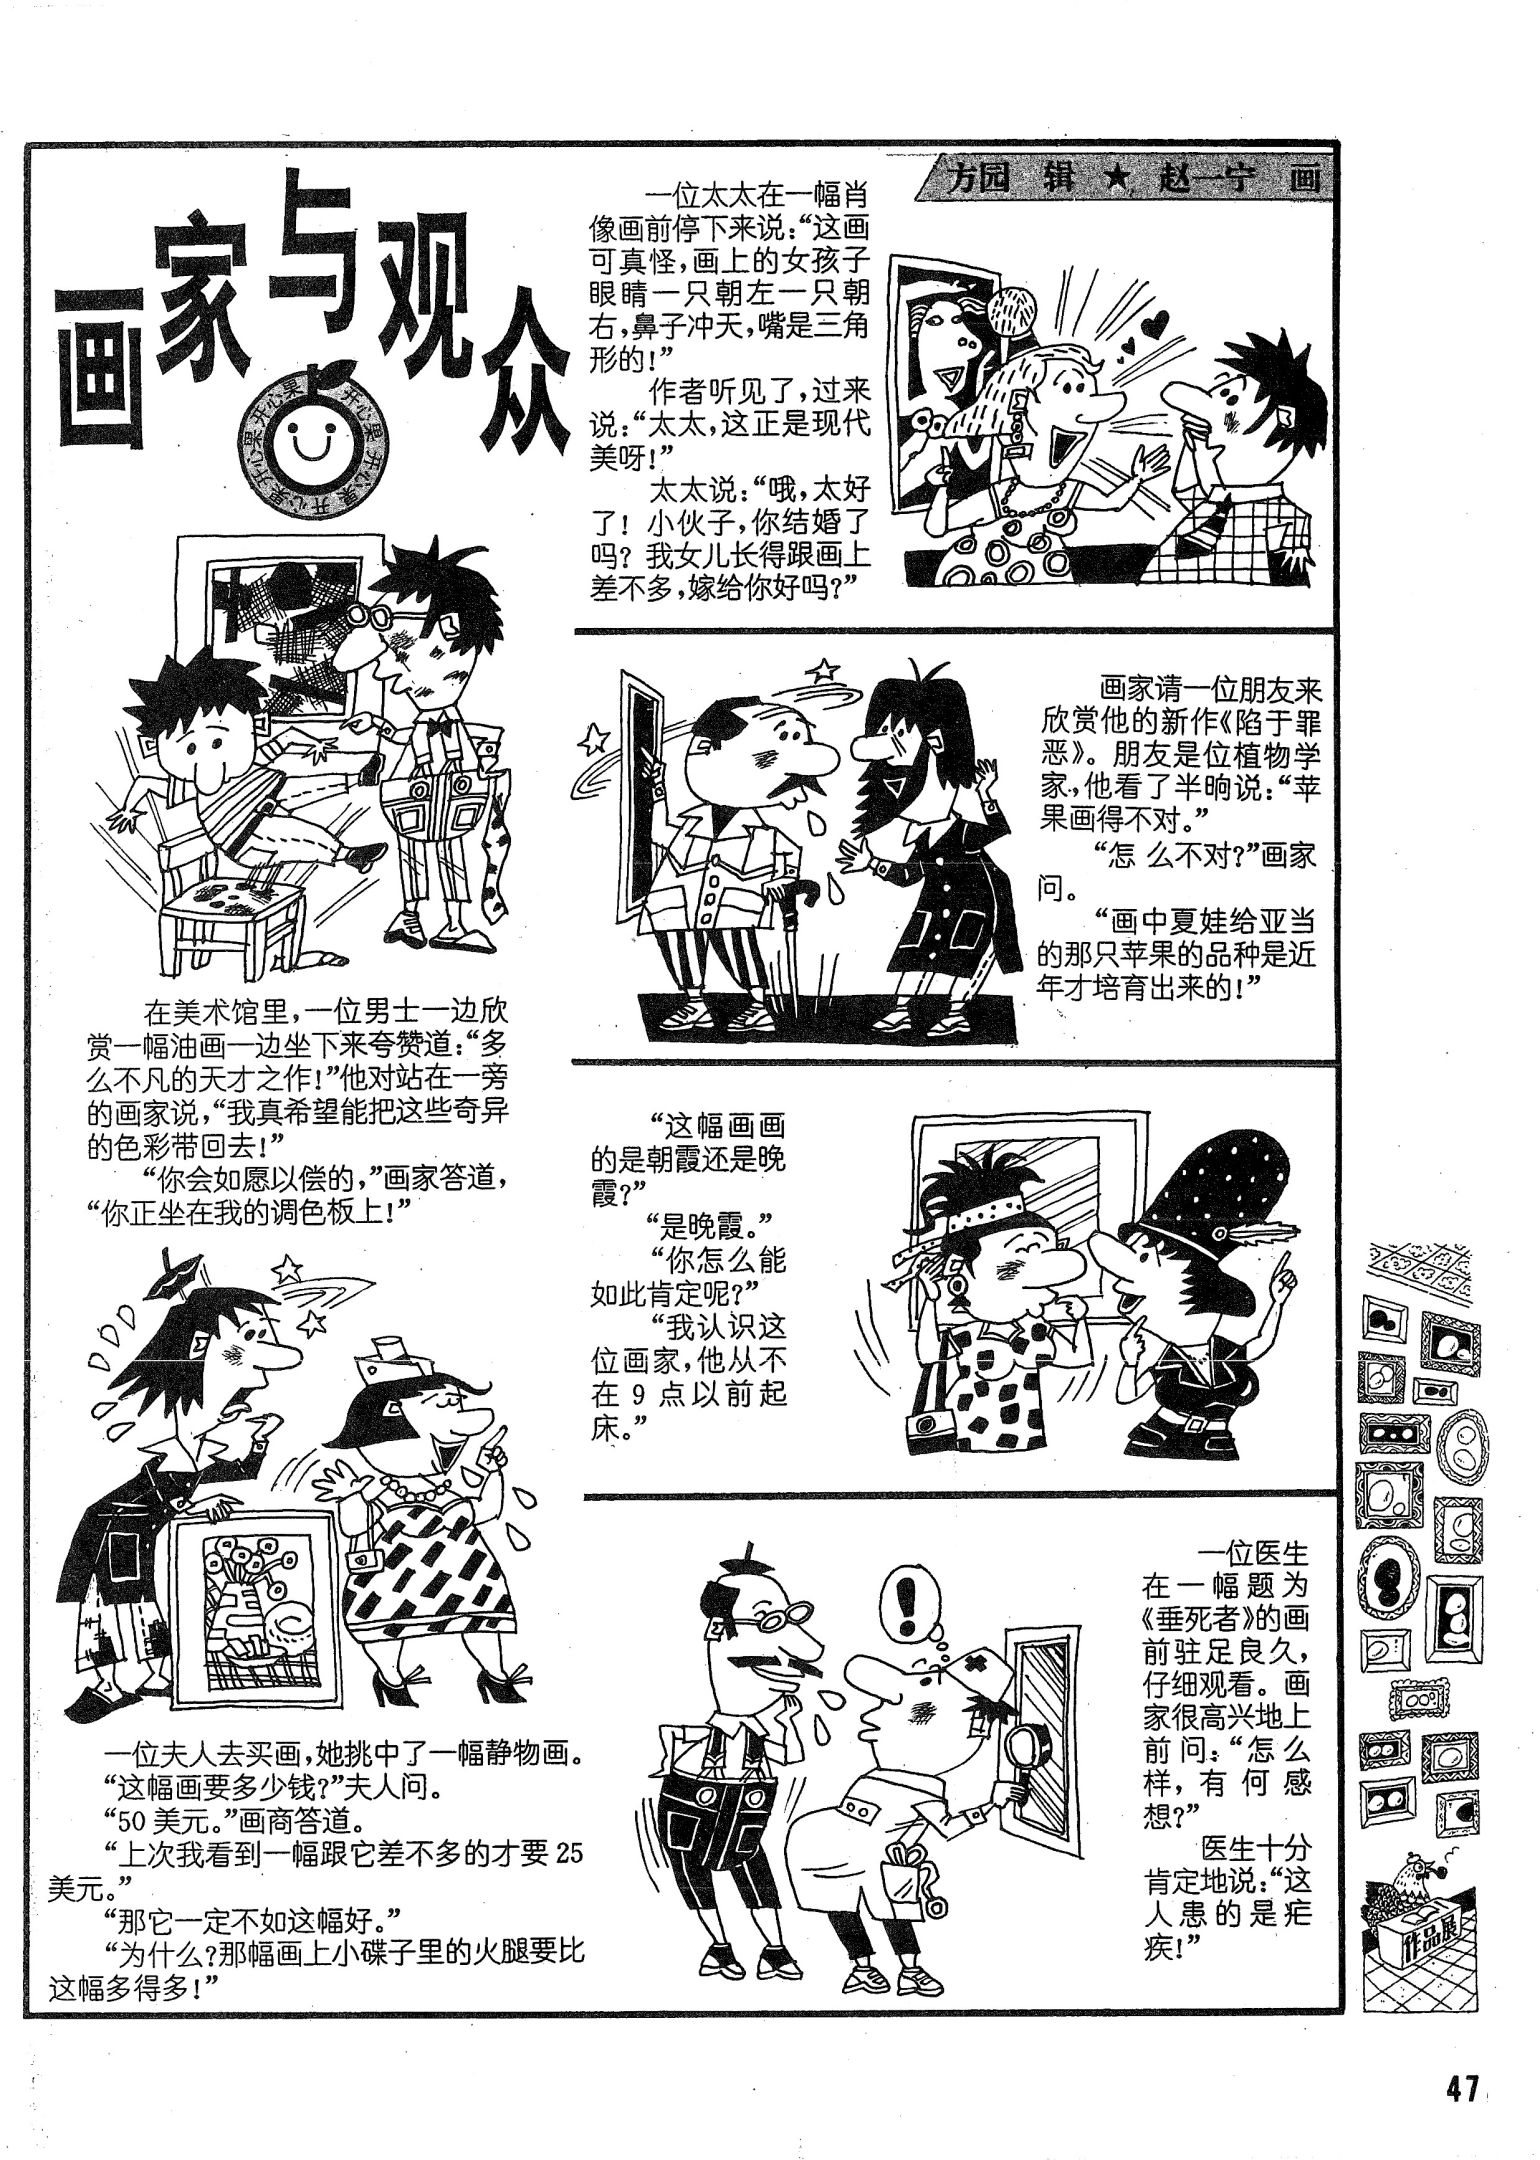 画家与观众
开心果 开心果 开心果 开心果 开心果
方园 辑 ★ 赵一宁 画
在美术馆里，一位男士一边欣
赏一幅油画一边坐下来夸赞道：“多
么不凡的天才之作！”他对站在一旁
的画家说，“我真希望能把这些奇异
的色彩带回去！”
“你会如愿以偿的，”画家答道，
“你正坐在我的调色板上！”
一位夫人去买画，她挑中了一幅静物画。
“这幅画要多少钱？”夫人问。
“50 美元。”画商答道。
“上次我看到一幅跟它差不多的才要 25
美元。”
“那它一定不如这幅好。”
“为什么？那幅画上小碟子里的火腿要比
这幅多得多！”
一位太太在一幅肖
像画前停下来说：“这画
可真怪，画上的女孩子
眼睛一只朝左一只朝
右，鼻子冲天，嘴是三角
形的！”
作者听见了，过来
说：“太太，这正是现代
美呀！”
太太说：“哦，太好
了！小伙子，你结婚了
吗？我女儿长得跟画上
差不多，嫁给你好吗？”
画家请一位朋友来
欣赏他的新作《陷于罪
恶》。朋友是位植物学
家，他看了半晌说：“苹
果画得不对。”
“怎么不对？”画家
问。
“画中夏娃给亚当
的那只苹果的品种是近
年才培育出来的！”
“这幅画画
的是朝霞还是晚
霞？”
“是晚霞。”
“你怎么能
如此肯定呢？”
“我认识这
位画家，他从不
在 9 点以前起
床。”
一位医生
在一幅题为
《垂死者》的画
前驻足良久，
仔细观看。画
家很高兴地上
前问：“怎么
样，有何感
想？”
医生十分
肯定地说：“这
人患的是疟
疾！”
作品展
47